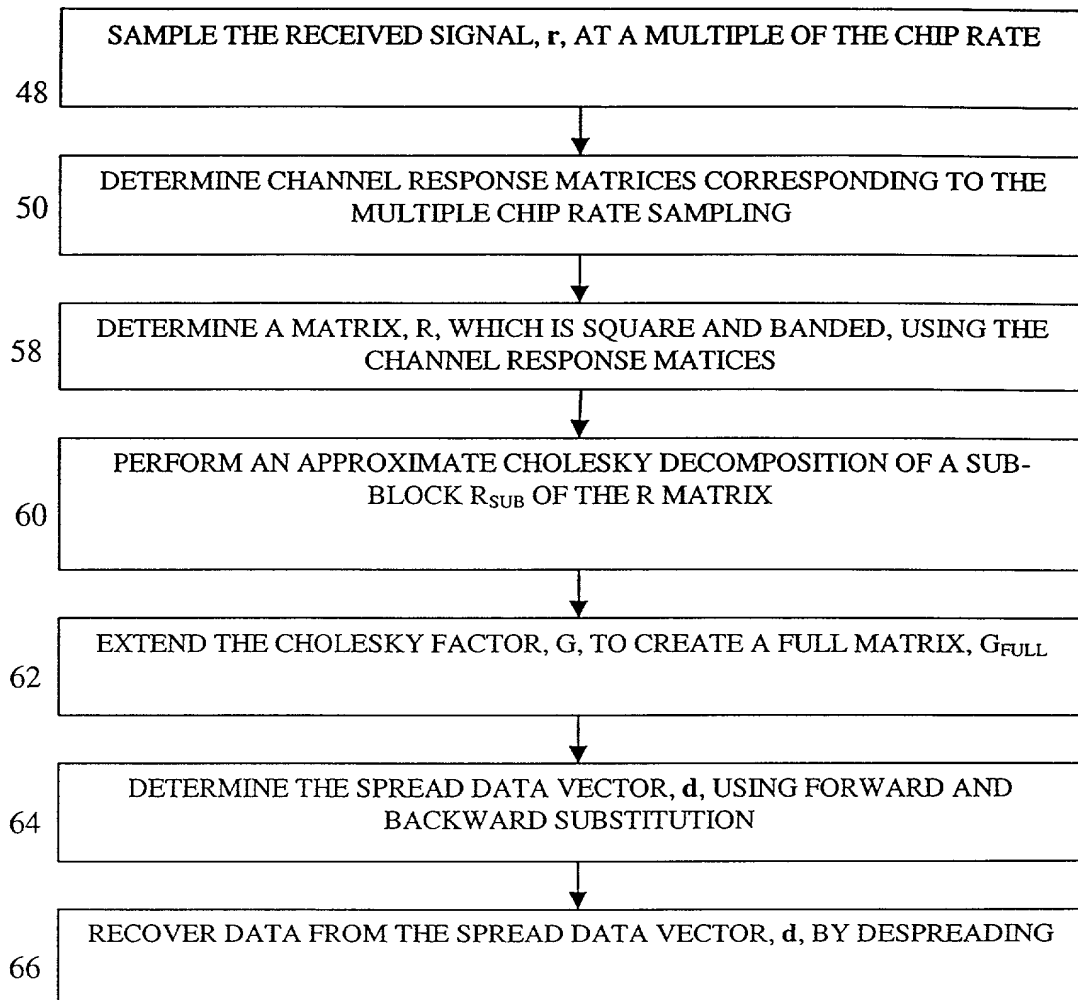 SAMPLE THE RECEIVED SIGNAL, r, AT A MULTIPLE OF THE CHIP RATE
48
DETERMINE CHANNEL RESPONSE MATRICES CORRESPONDING TO THE
MULTIPLE CHIP RATE SAMPLING
50
DETERMINE A MATRIX, R, WHICH IS SQUARE AND BANDED, USING THE
CHANNEL RESPONSE MATICES
58
PERFORM AN APPROXIMATE CHOLESKY DECOMPOSITION OF A SUB-
BLOCK RSUB OF THE R MATRIX
60
EXTEND THE CHOLESKY FACTOR, G, TO CREATE A FULL MATRIX, GFULL
62
DETERMINE THE SPREAD DATA VECTOR, d, USING FORWARD AND
BACKWARD SUBSTITUTION
64
RECOVER DATA FROM THE SPREAD DATA VECTOR, d, BY DESPREADING
66